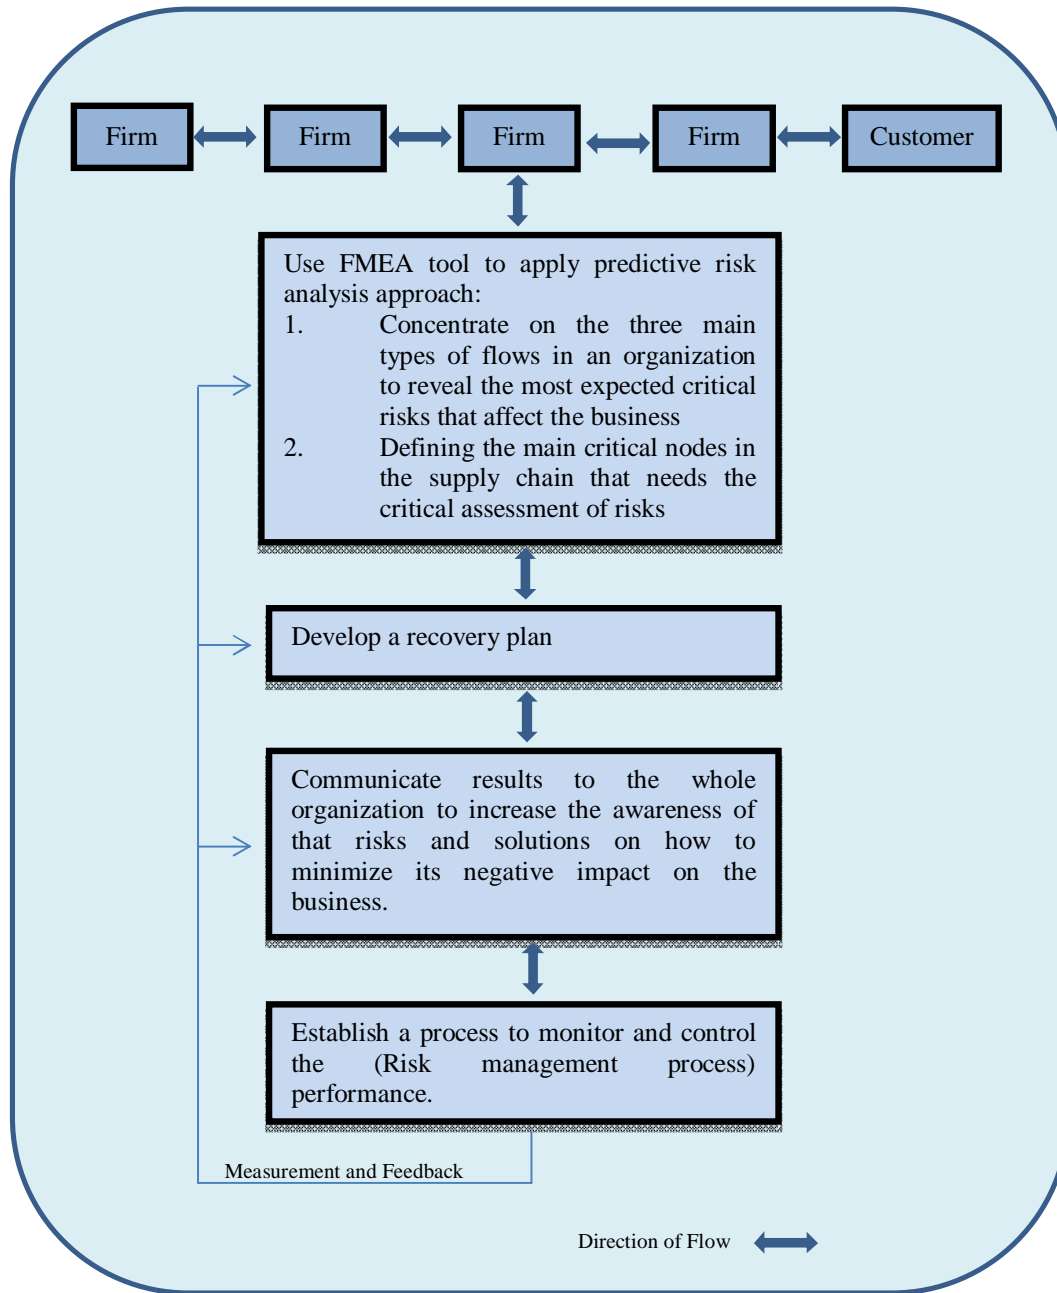 Firm Firm Firm Firm Customer
Use FMEA tool to apply predictive risk
analysis approach:
1. Concentrate on the three main
types of flows in an organization
to reveal the most expected critical
risks that affect the business
2. Defining the main critical nodes in
the supply chain that needs the
critical assessment of risks
Develop a recovery plan
Communicate results to the whole
organization to increase the awareness of
that risks and solutions on how to
minimize its negative impact on the
business.
Establish a process to monitor and control
the (Risk management process)
performance.
Measurement and Feedback
Direction of Flow